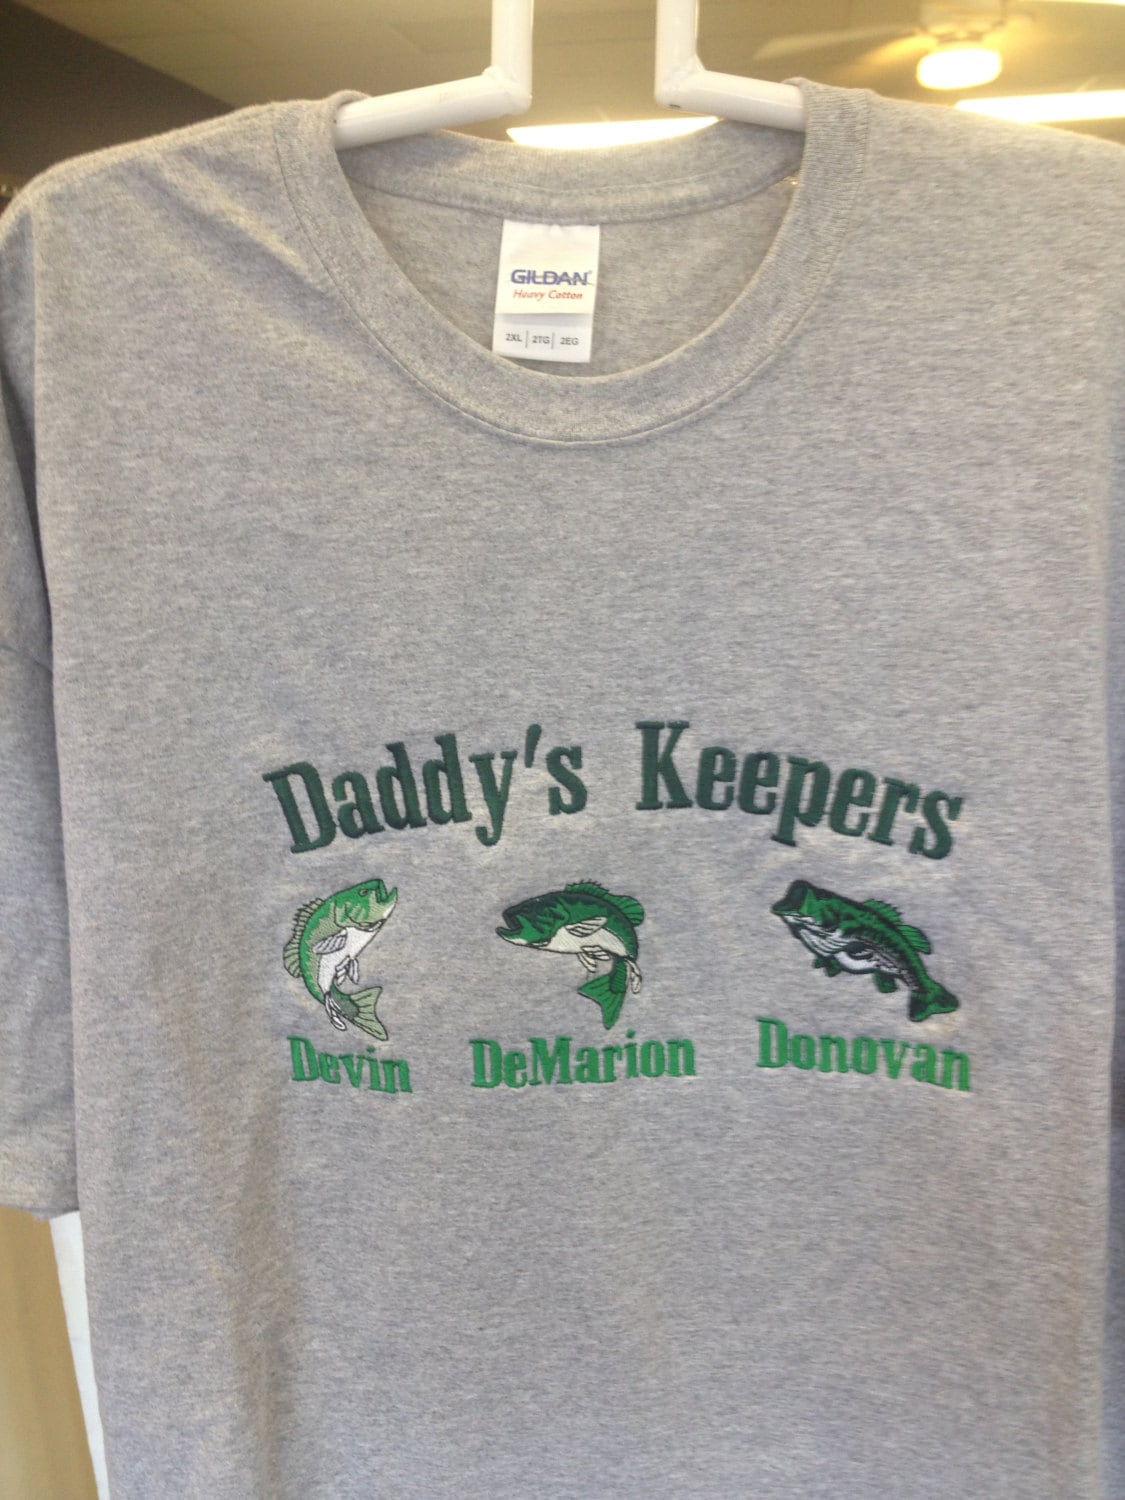 GILDAN®
Heavy Cotton
2XL | 2TG | 2EG
Daddy's Keepers
Devin DeMarion Donovan